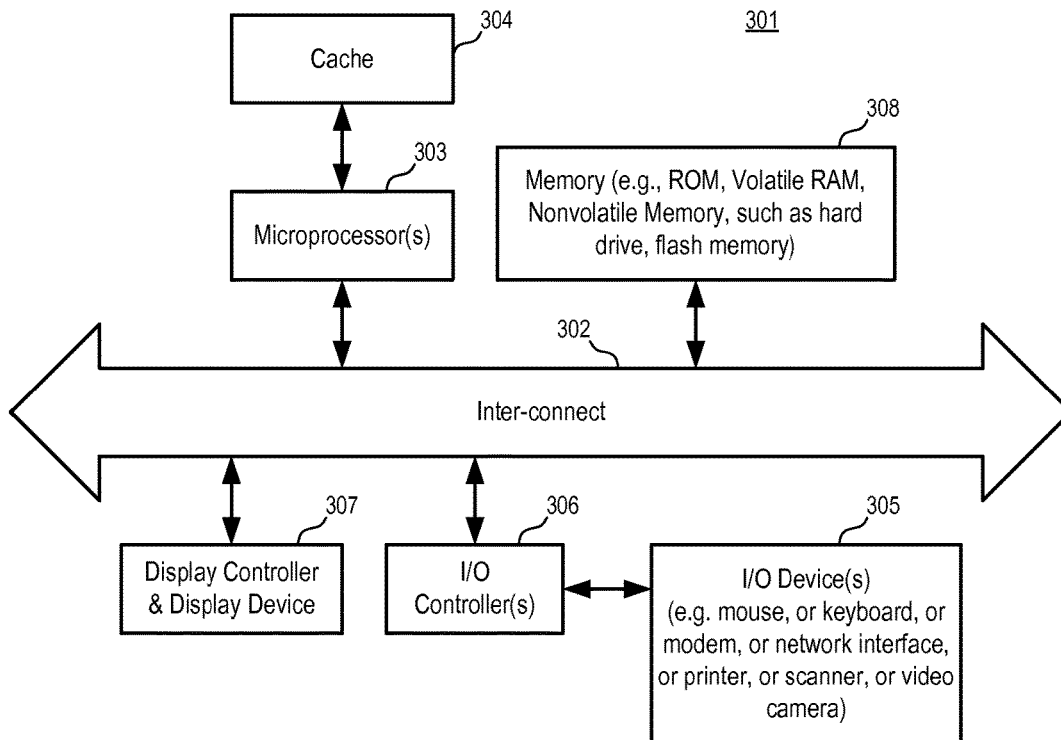 301
304
Cache
303
Microprocessor(s)
308
Memory (e.g., ROM, Volatile RAM,
Nonvolatile Memory, such as hard
drive, flash memory)
302
Inter-connect
307
Display Controller
& Display Device
306
I/O
Controller(s)
305
I/O Device(s)
(e.g. mouse, or keyboard, or
modem, or network interface,
or printer, or scanner, or video
camera)